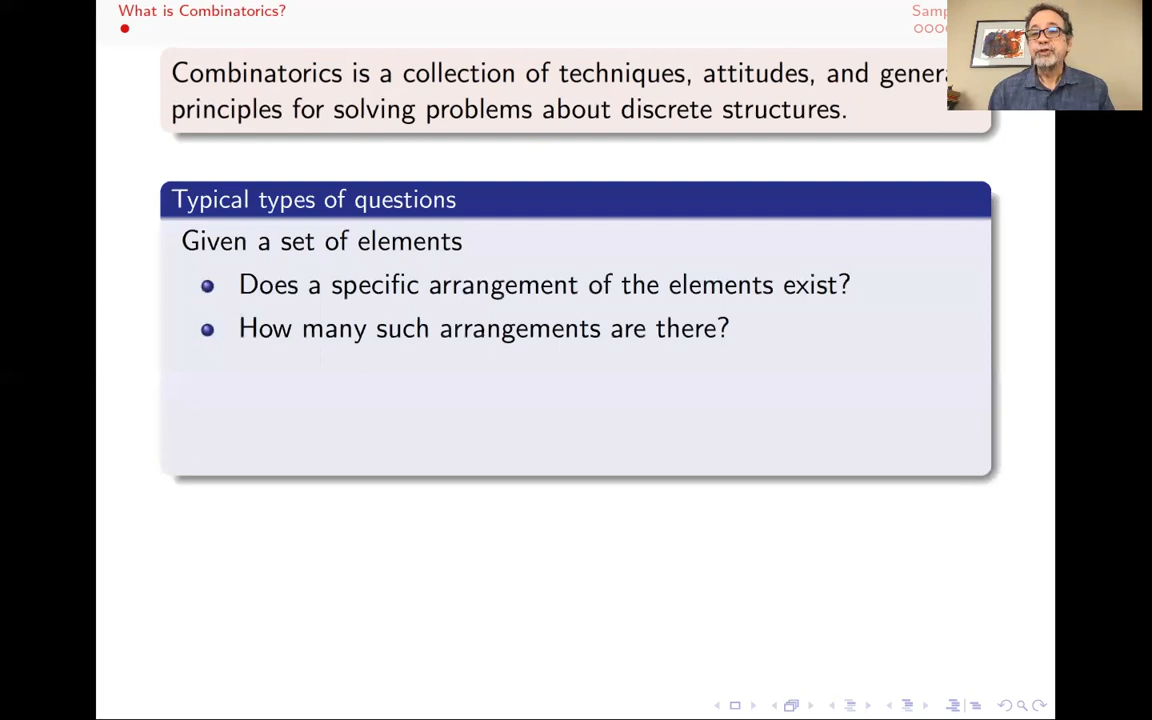 What is Combinatorics?
Combinatorics is a collection of techniques, attitudes, and
principles for solving problems about discrete structures.
Typical types of questions
Given a set of elements
Does a specific arrangement of the elements exist?
How many such arrangements are there?